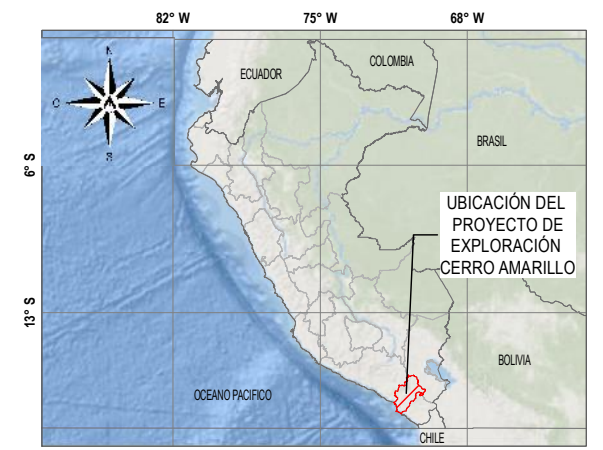 82° W 75° W 68° W
N
O E
S
ECUADOR
COLOMBIA
BRASIL
6° S
UBICACIÓN DEL
PROYECTO DE
EXPLORACIÓN
CERRO AMARILLO
13° S
BOLIVIA
OCEANO PACIFICO
CHILE